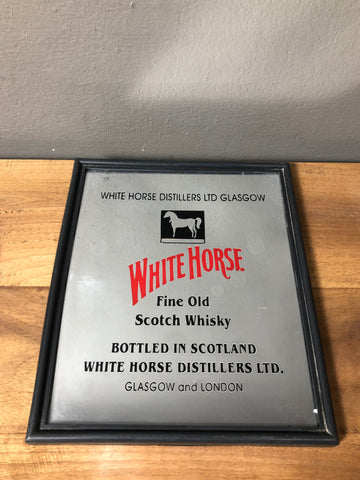 WHITE HORSE DISTILLERS LTD GLASGOW
WHITE HORSE
Fine Old
Scotch Whisky
BOTTLED IN SCOTLAND
WHITE HORSE DISTILLERS LTD.
GLASGOW and LONDON